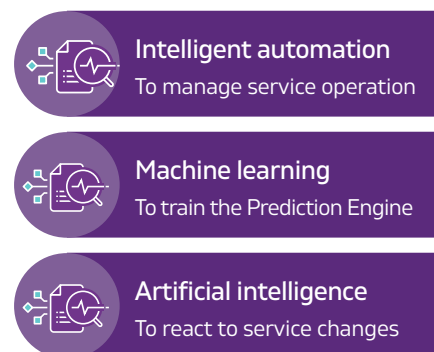 Intelligent automation
To manage service operation
Machine learning
To train the Prediction Engine
Artificial intelligence
To react to service changes